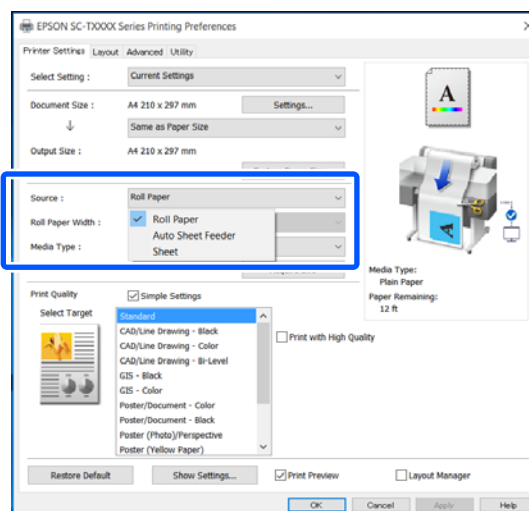 EPSON SC-TXXXX Series Printing Preferences
Printer Settings Layout Advanced Utility
Select Setting : Current Settings
Document Size : A4 210 x 297 mm Settings...
Same as Paper Size
Output Size : A4 210 x 297 mm
Source : Roll Paper
Roll Paper Width :
Roll Paper
Auto Sheet Feeder
Sheet
Media Type :
A
Media Type:
Plain Paper
Paper Remaining:
12 ft
Print Quality Simple Settings
Select Target
Standard
CAD/Line Drawing - Black
CAD/Line Drawing - Color
CAD/Line Drawing - Bi-Level
GIS - Black
GIS - Color
Poster/Document - Color
Poster/Document - Black
Poster (Photo)/Perspective
Poster (Yellow Paper)
Print with High Quality
Restore Default Show Settings... Print Preview Layout Manager
OK Cancel Apply Help